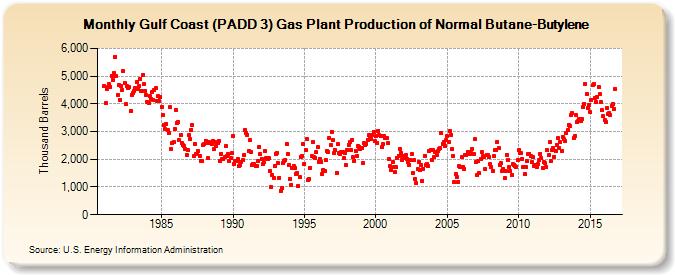 Monthly Gulf Coast (PADD 3) Gas Plant Production of Normal Butane-Butylene
Thousand Barrels
6,000
5,000
4,000
3,000
2,000
1,000
0
1985 1990 1995 2000 2005 2010 2015
Source: U.S. Energy Information Administration